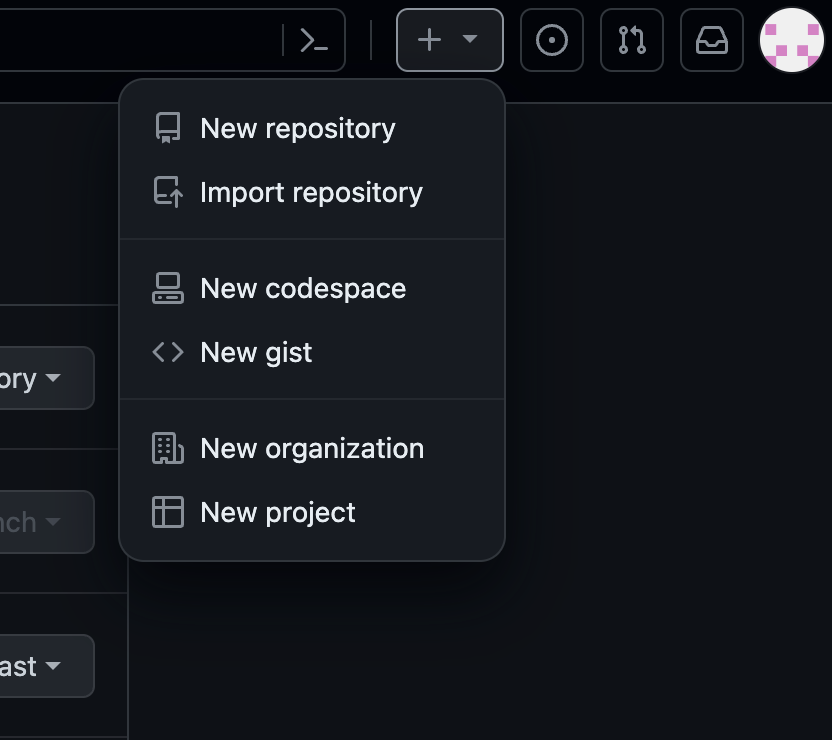 New repository
Import repository
New codespace
New gist
ory
New organization
New project
nch
ast